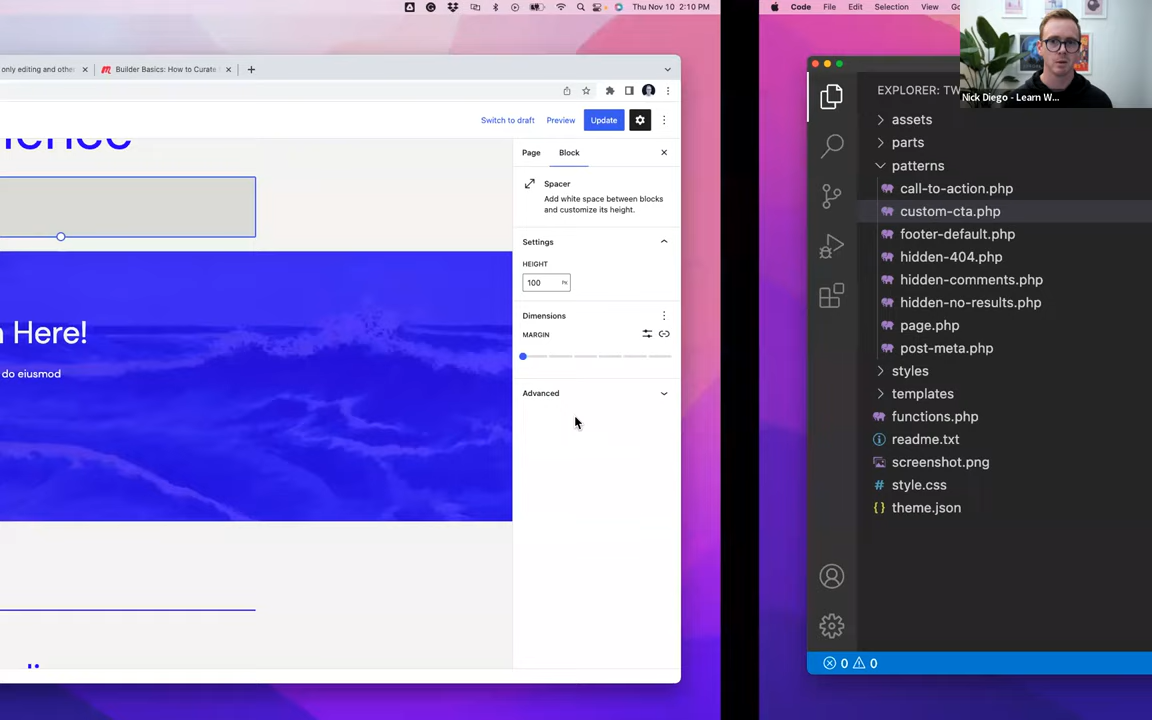 Thu Nov 10 2:10 PM
only editing and othe
Builder Basics: How to Curate
Switch to draft
Preview
Update
Page
Block
Spacer
Add white space between blocks
and customize its height.
Settings
HEIGHT
100
PX
Dimensions
MARGIN
Advanced
n Here!
do eiusmod
Code
File
Edit
Selection
View
Go
Nick Diego - Learn W...
EXPLORER: TW
assets
parts
patterns
call-to-action.php
custom-cta.php
footer-default.php
hidden-404.php
hidden-comments.php
hidden-no-results.php
page.php
post-meta.php
styles
templates
functions.php
readme.txt
screenshot.png
style.css
theme.json
0
0